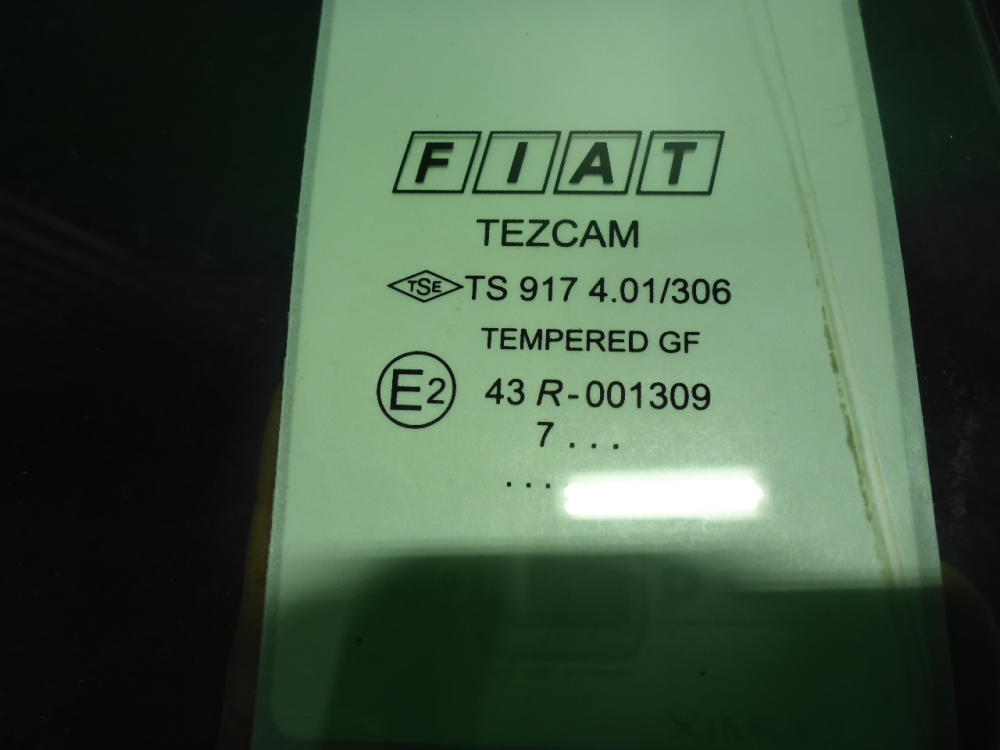 FIAT
TEZCAM
TSE TS 917 4.01/306
TEMPERED GF
E2 43 R-001309
7 . . .
. . . .